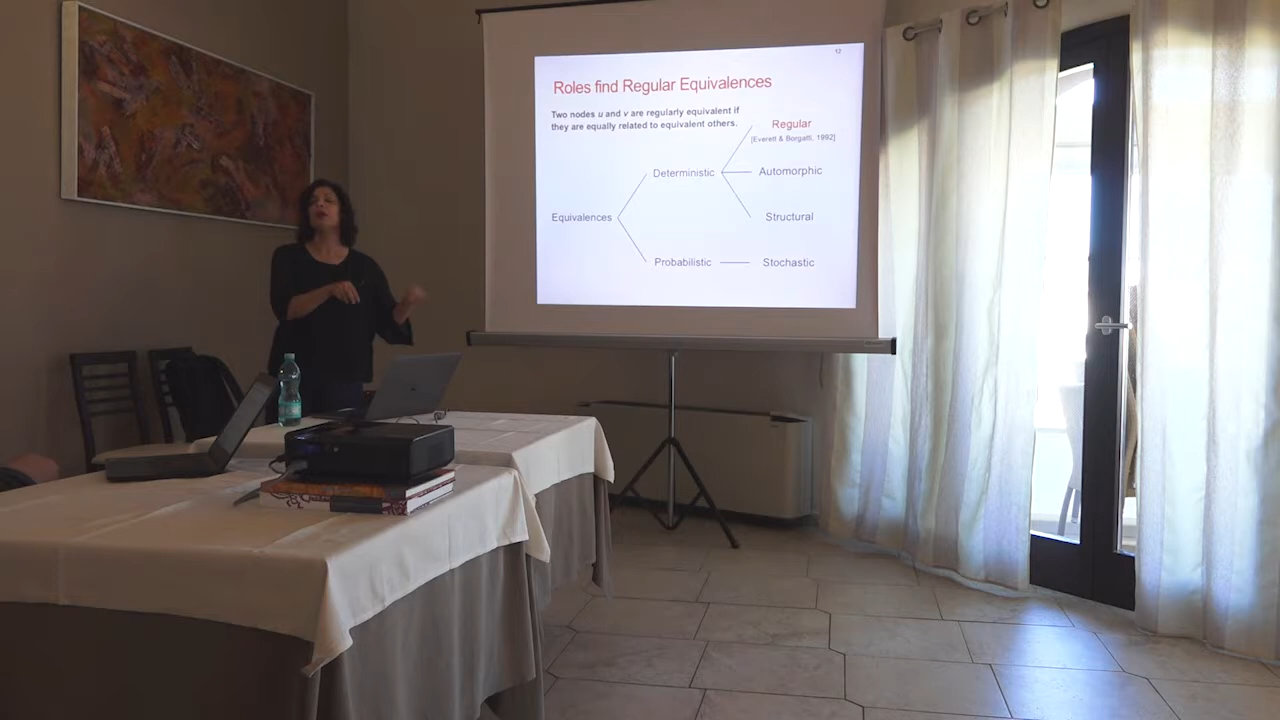 12
Roles find Regular Equivalences
Two nodes u and v are regularly equivalent if
they are equally related to equivalent others.
Regular
[Everett & Borgatti, 1992]
Deterministic
Automorphic
Equivalences
Structural
Probabilistic
Stochastic